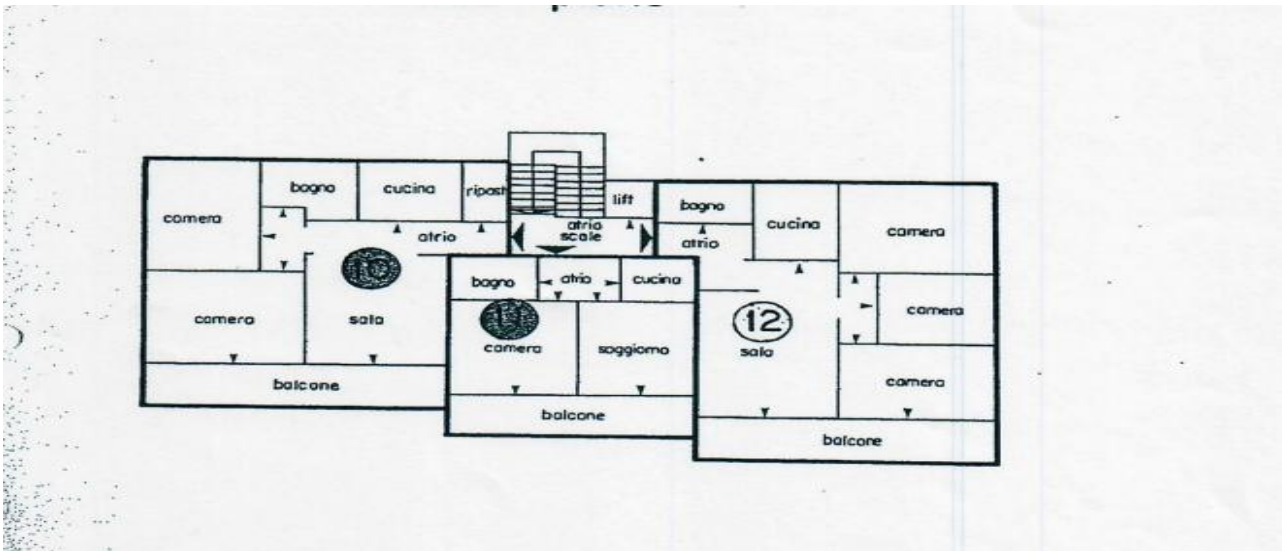 bagno
cucina
ripost
camera
atrio
10
camera
sala
balcone
lift
atrio
scale
bagno
atrio
cucina
11
camera
soggiorno
balcone
bagno
cucina
camera
atrio
12
sala
camera
camera
balcone